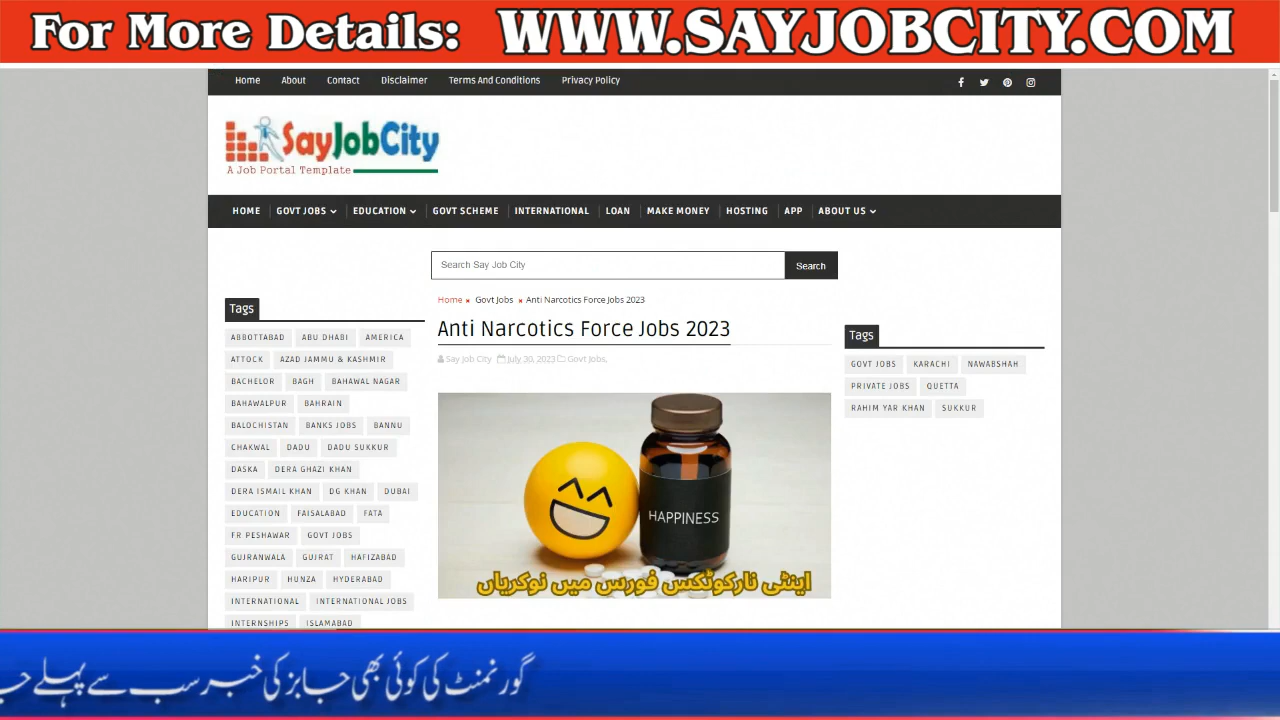 For More Details: WWW.SAYJOBCITY.COM
Home About Contact Disclaimer Terms And Conditions Privacy Policy
SayJobCity
A Job Portal Template
HOME GOVT JOBS EDUCATION GOVT SCHEME INTERNATIONAL LOAN MAKE MONEY HOSTING APP ABOUT US
Search Say Job City Search
Home × Govt Jobs × Anti Narcotics Force Jobs 2023
Anti Narcotics Force Jobs 2023
Say Job City July 30, 2023 Govt Jobs,
HAPPINESS
اینٹی نارکوٹکس فورس میں نوکریاں
Tags
ABBOTTABAD ABU DHABI AMERICA
ATTOCK AZAD JAMMU & KASHMIR
BACHELOR BAGH BAHAWAL NAGAR
BAHAWALPUR BAHRAIN
BALOCHISTAN BANKS JOBS BANNU
CHAKWAL DADU DADU SUKKUR
DASKA DERA GHAZI KHAN
DERA ISMAIL KHAN DG KHAN DUBAI
EDUCATION FAISALABAD FATA
FR PESHAWAR GOVT JOBS
GUJRANWALA GUJRAT HAFIZABAD
HARIPUR HUNZA HYDERABAD
INTERNATIONAL INTERNATIONAL JOBS
INTERNSHIPS ISLAMABAD
Tags
GOVT JOBS KARACHI NAWABSHAH
PRIVATE JOBS QUETTA
RAHIM YAR KHAN SUKKUR
گورنمنٹ کی کوئی بھی جابز کی خبر سب سے پہلے